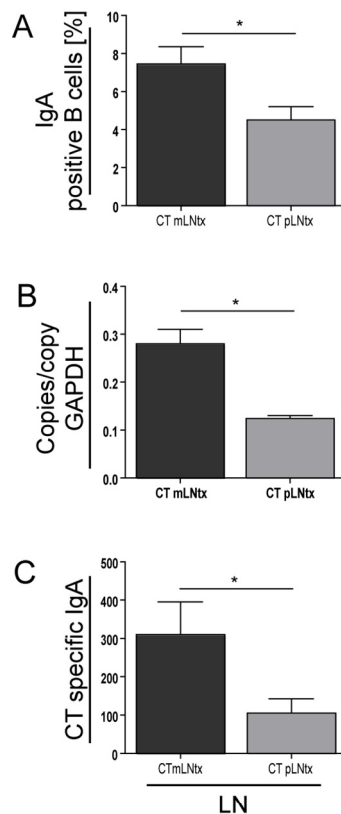 A
IgA
positive B cells [%]
10
8
6
4
2
0
*
CT mLNtx
CT pLNtx
B
Copies/copy
GAPDH
0.4
0.3
0.2
0.1
0.0
*
CT mLNtx
CT pLNtx
C
CT specific IgA
500
400
300
200
100
0
*
CTmLNtx
CT pLNtx
LN